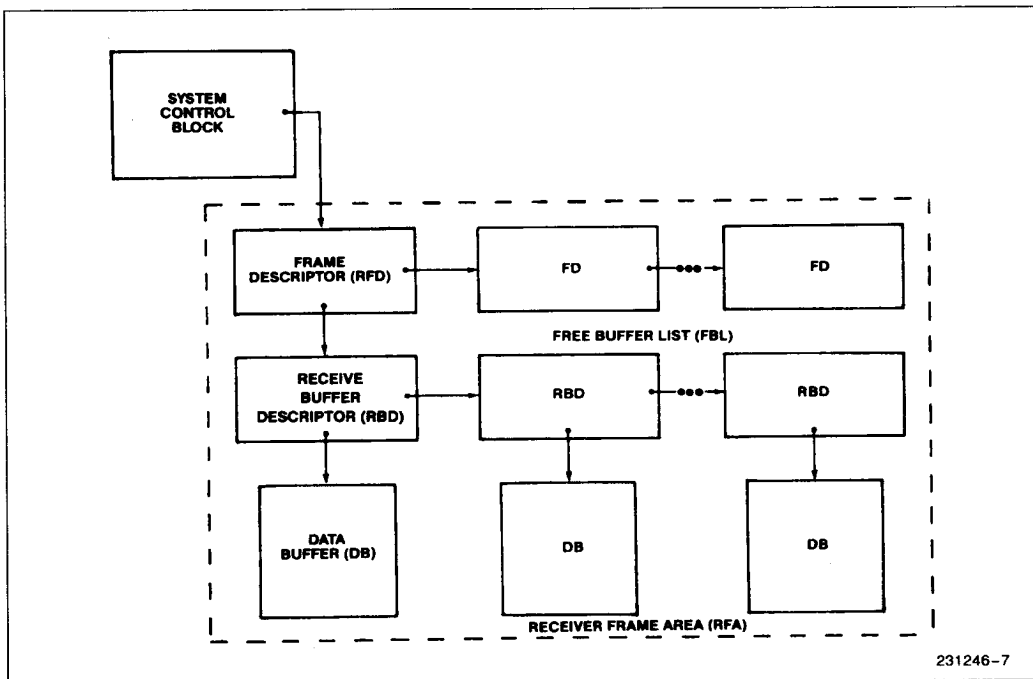 SYSTEM
CONTROL
BLOCK
FRAME
DESCRIPTOR (RFD)
FD
FD
FREE BUFFER LIST (FBL)
RECEIVE
BUFFER
DESCRIPTOR (RBD)
RBD
RBD
DATA
BUFFER (DB)
DB
DB
RECEIVER FRAME AREA (RFA)
231246-7